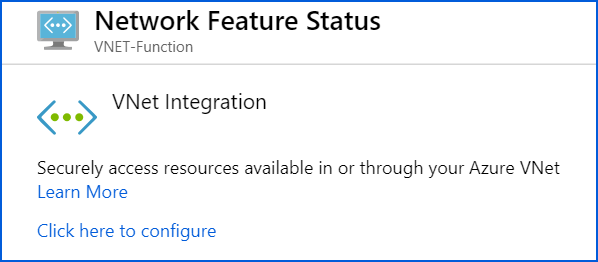 Network Feature Status
VNET-Function
VNet Integration
Securely access resources available in or through your Azure VNet
Learn More
Click here to configure